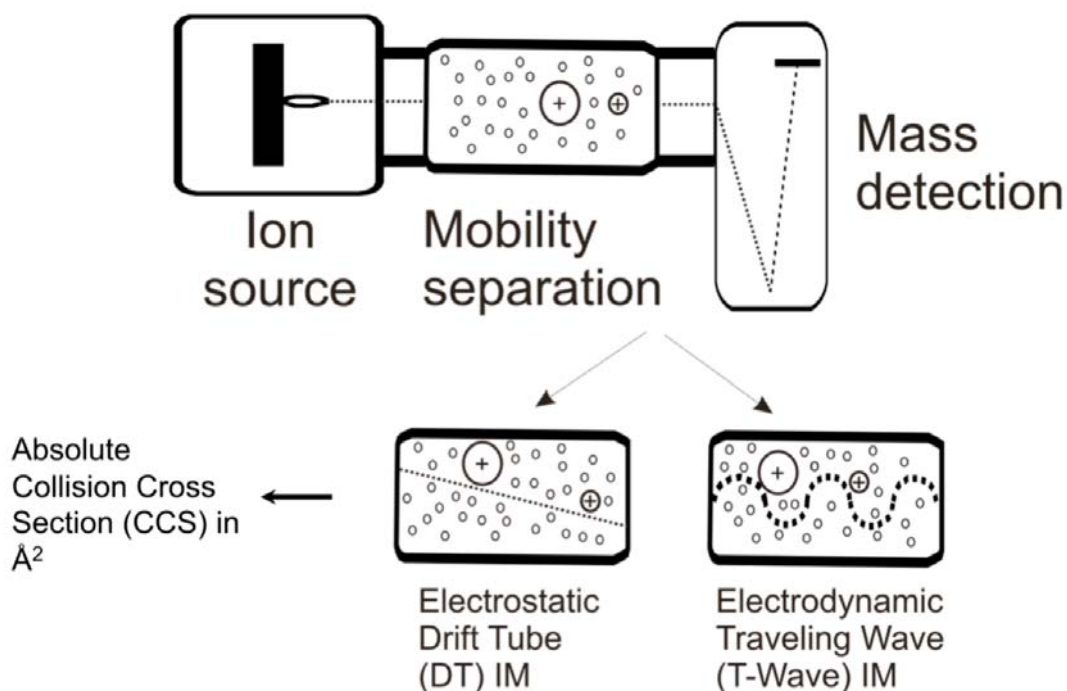 Ion
source
Mobility
separation
Mass
detection
Absolute
Collision Cross
Section (CCS) in
Å²
Electrostatic
Drift Tube
(DT) IM
Electrodynamic
Traveling Wave
(T-Wave) IM